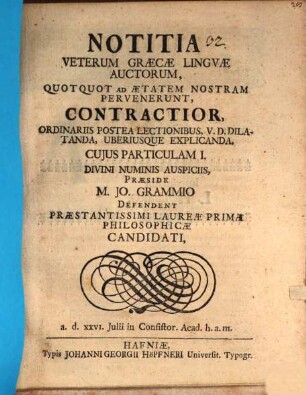 NOTITIA
VETERUM GRÆCÆ LINGVÆ
AUCTORUM,
QUOTQUOT AD ÆTATEM NOSTRAM
PERVENERUNT,
CONTRACTIOR,
ORDINARIIS POSTEA LECTIONIBUS, V. D. DILA-
TANDA, UBERIUSQUE EXPLICANDA,
CUJUS PARTICULAM I.
DIVINI NUMINIS AUSPICIIS,
PRÆSIDE
M. JO. GRAMMIO
DEFENDENT
PRÆSTANTISSIMI LAUREÆ PRIMÆ
PHILOSOPHICÆ
CANDIDATI,
a. d. XXVI. Julii in Consistor. Acad. h. a. m.
HAFNIÆ,
Typis JOHANNI GEORGII HöPFNERI Universit. Typogr.